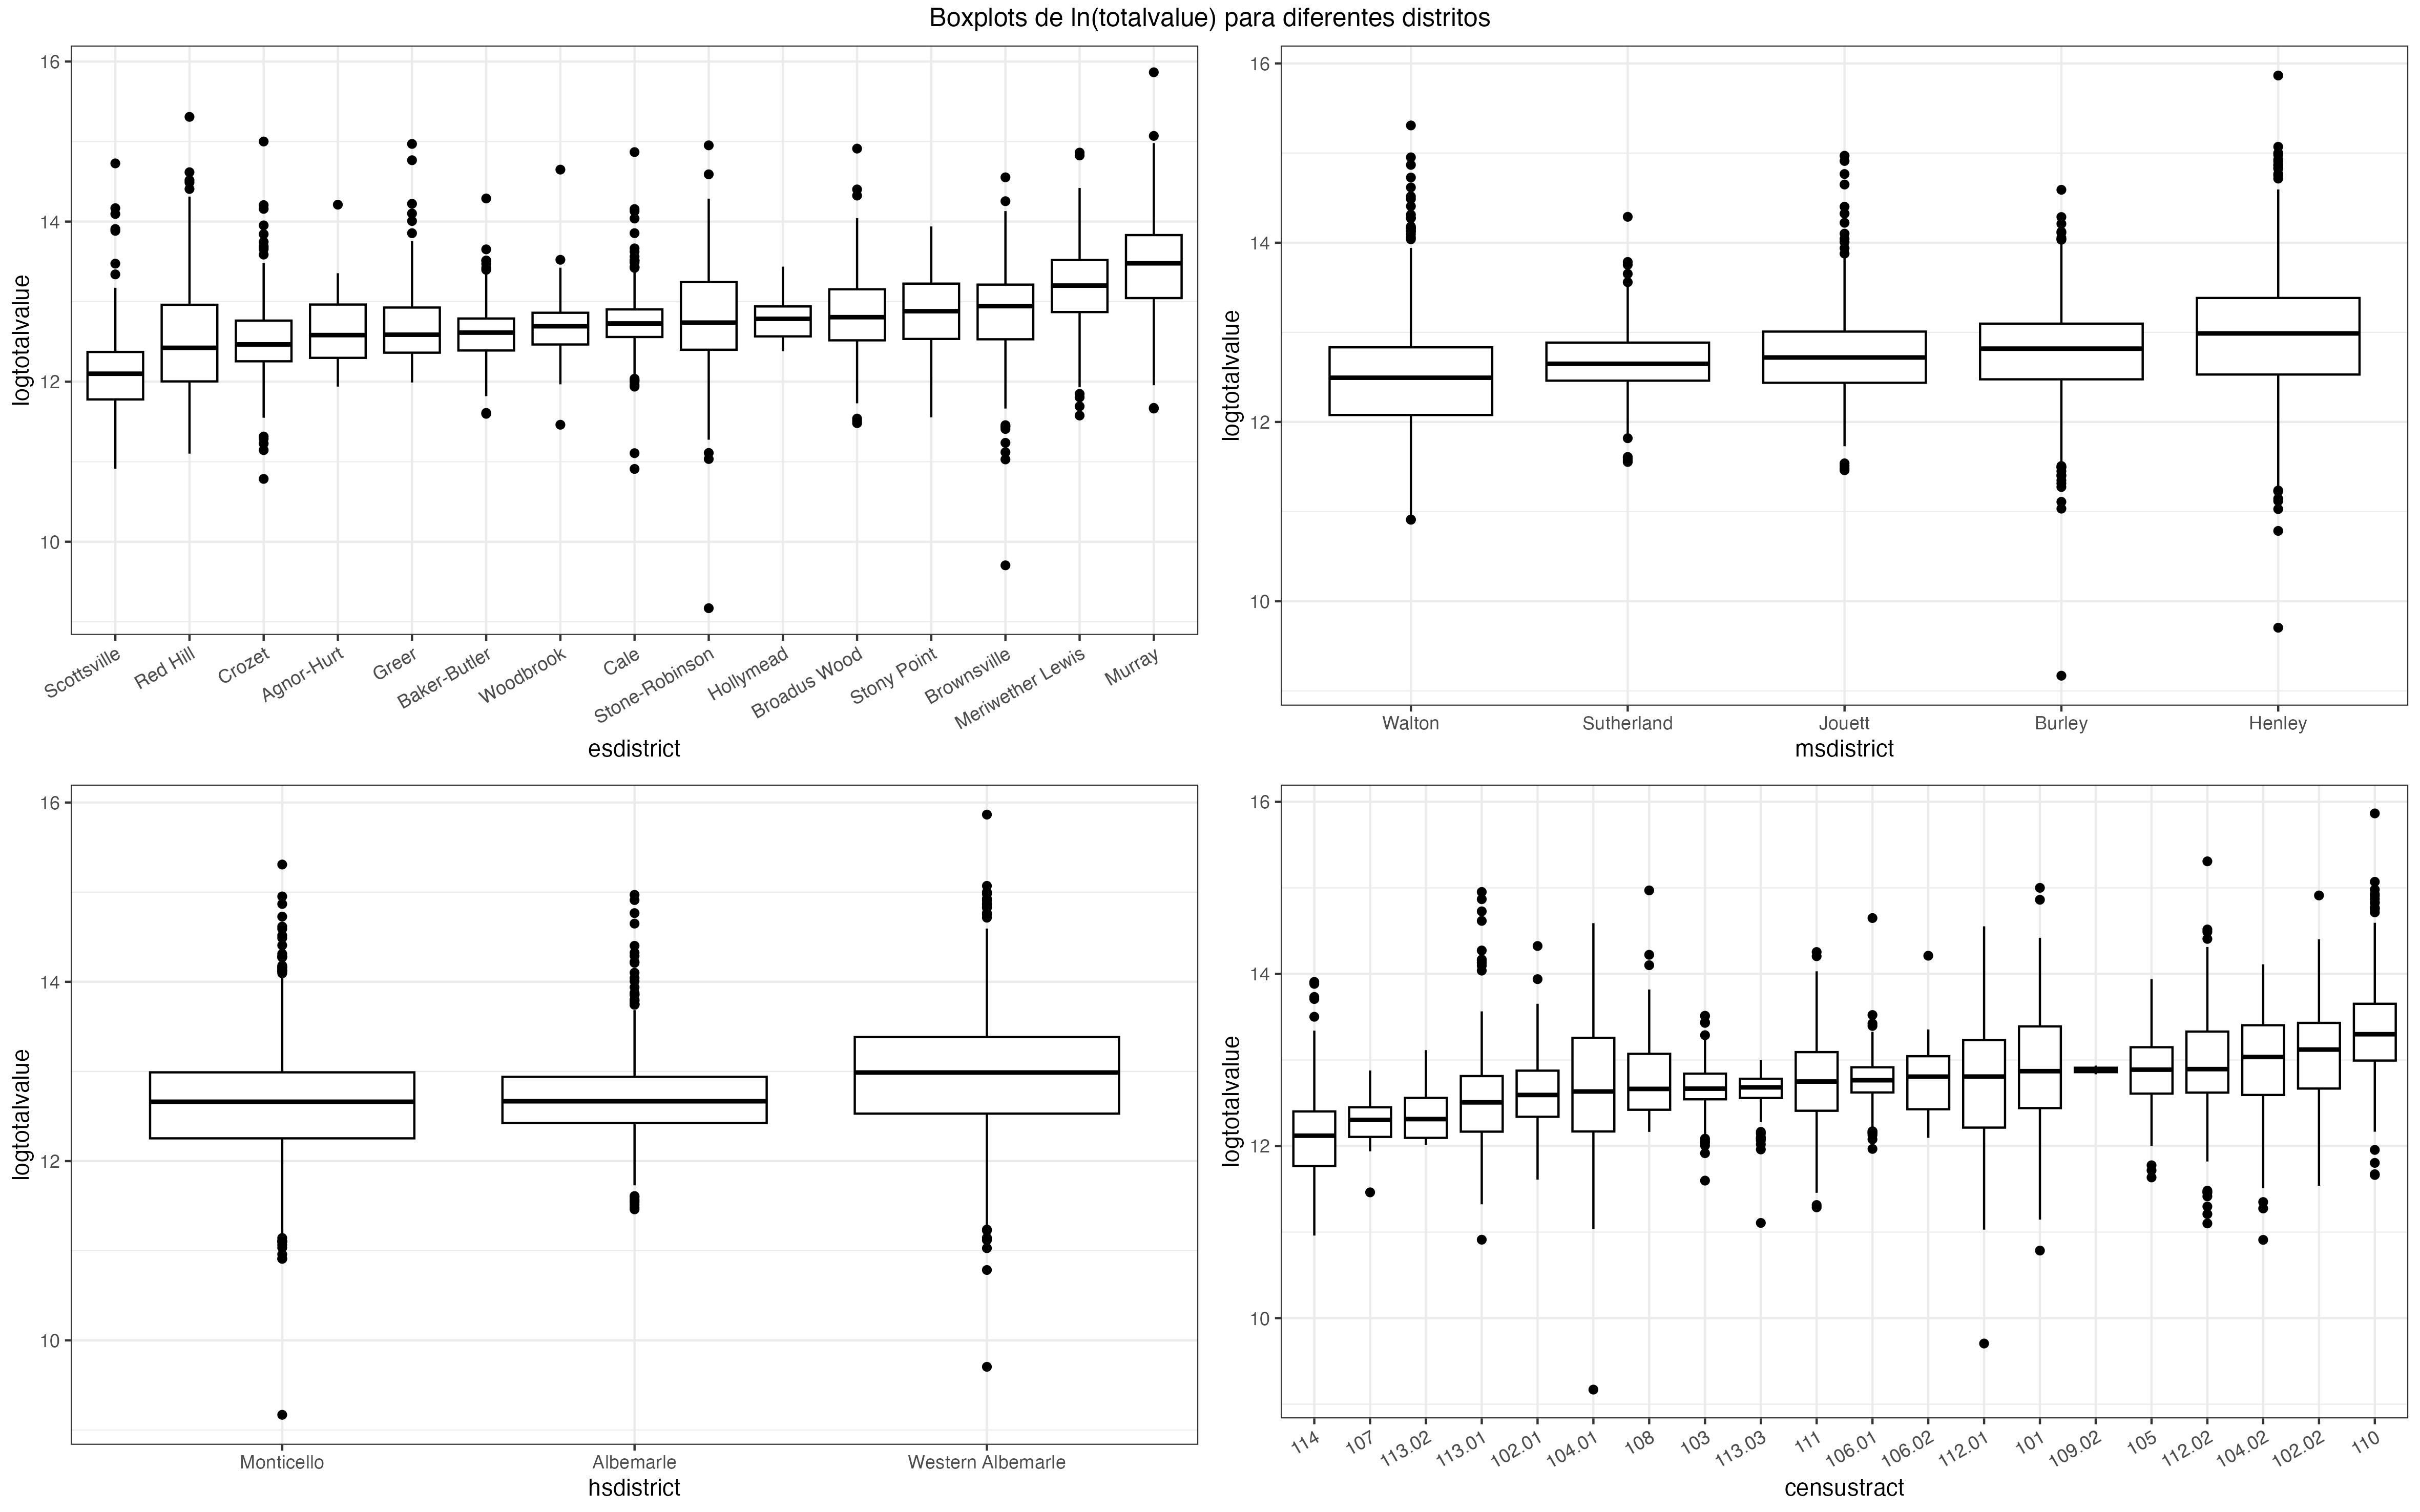 Boxplots de ln(totalvalue) para diferentes distritos
16
14
12
10
logtotalvalue
Scottsville
Red Hill
Crozet
Agnor-Hurt
Greer
Baker-Butler
Woodbrook
Cale
Stone-Robinson
Hollymead
Broadus Wood
Stony Point
Brownsville
Meriwether Lewis
Murray
esdistrict
16
14
12
10
logtotalvalue
Walton
Sutherland
Jouett
Burley
Henley
msdistrict
16
14
12
10
logtotalvalue
Monticello
Albemarle
Western Albemarle
hsdistrict
16
14
12
10
logtotalvalue
114
107
113.02
113.01
102.01
104.01
108
103
113.03
111
106.01
106.02
112.01
101
109.02
105
112.02
104.02
102.02
110
censustract